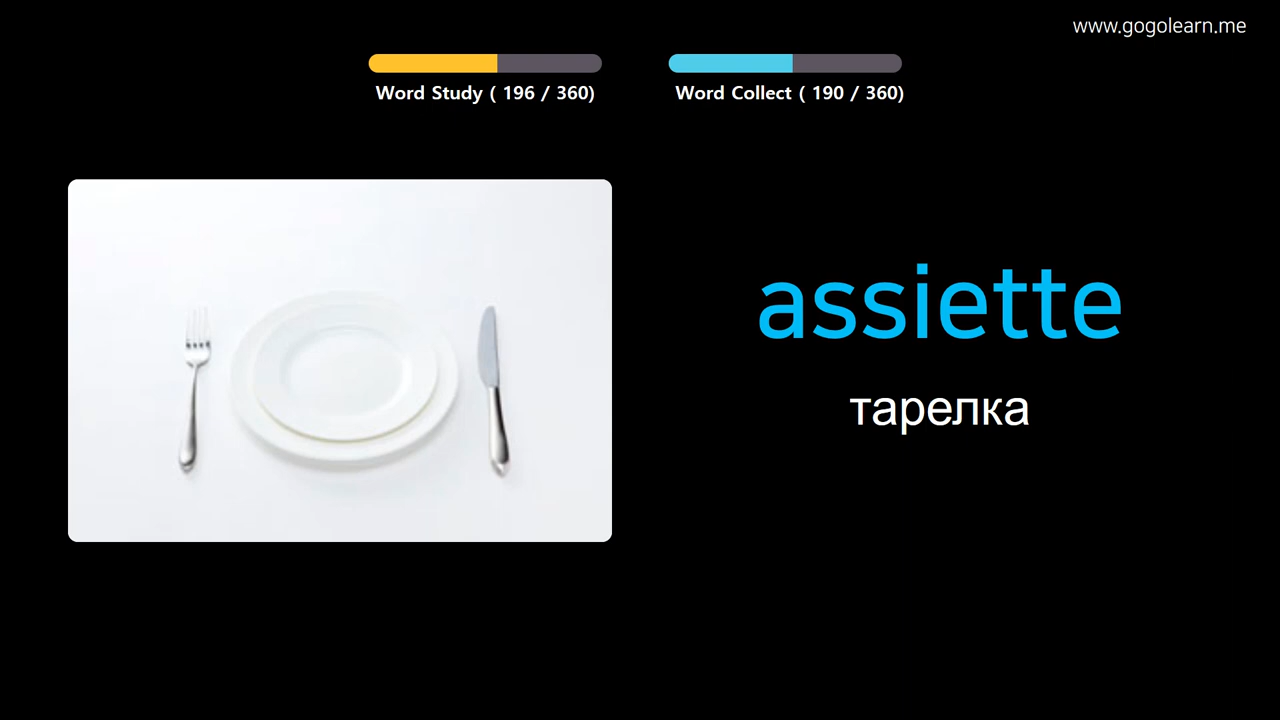 www.gogolearn.me
Word Study ( 196 / 360)
Word Collect ( 190 / 360)
assiette
тарелка